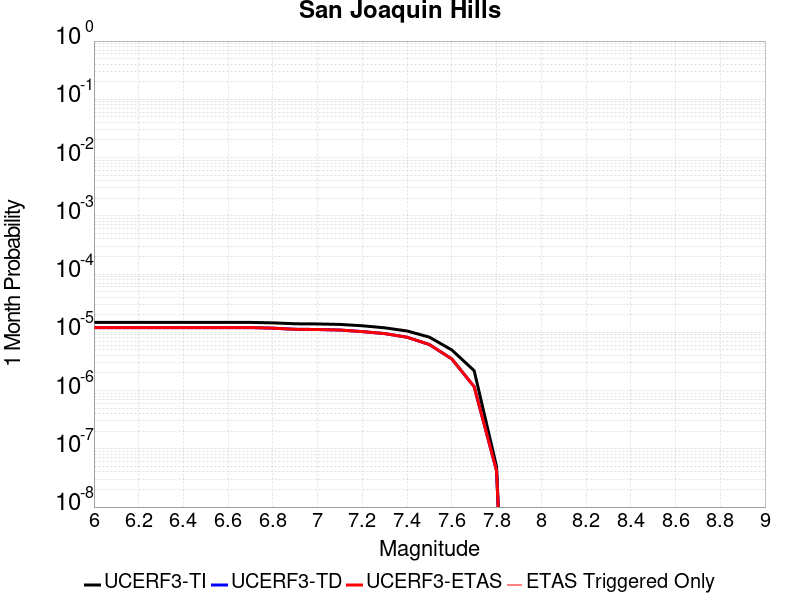 San Joaquin Hills
1 Month Probability
10^0
10^-1
10^-2
10^-3
10^-4
10^-5
10^-6
10^-7
10^-8
6 6.2 6.4 6.6 6.8 7 7.2 7.4 7.6 7.8 8 8.2 8.4 8.6 8.8 9
Magnitude
UCERF3-TI UCERF3-TD UCERF3-ETAS ETAS Triggered Only